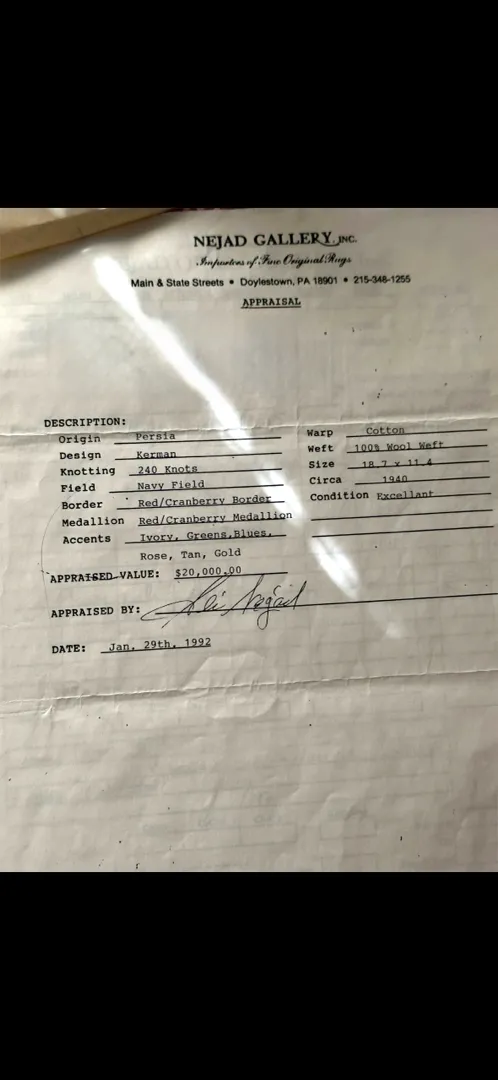 NEJAD GALLERY, INC.
Importers of Fine Original Rugs
Main & State Streets • Doylestown, PA 18901 • 215-348-1255
APPRAISAL
DESCRIPTION:
Origin Persia
Design Kerman
Knotting 240 Knots
Field Navy Field
Border Red/Cranberry Border
Medallion Red/Cranberry Medallion
Accents Ivory, Greens,Blues,
Rose, Tan, Gold
Warp Cotton
Weft 100% Wool Weft
Size 18.7 x 11.4
Circa 1940
Condition Excellant
APPRAISED VALUE: $20,000.00
APPRAISED BY: Ali Nejad
DATE: Jan. 29th, 1992